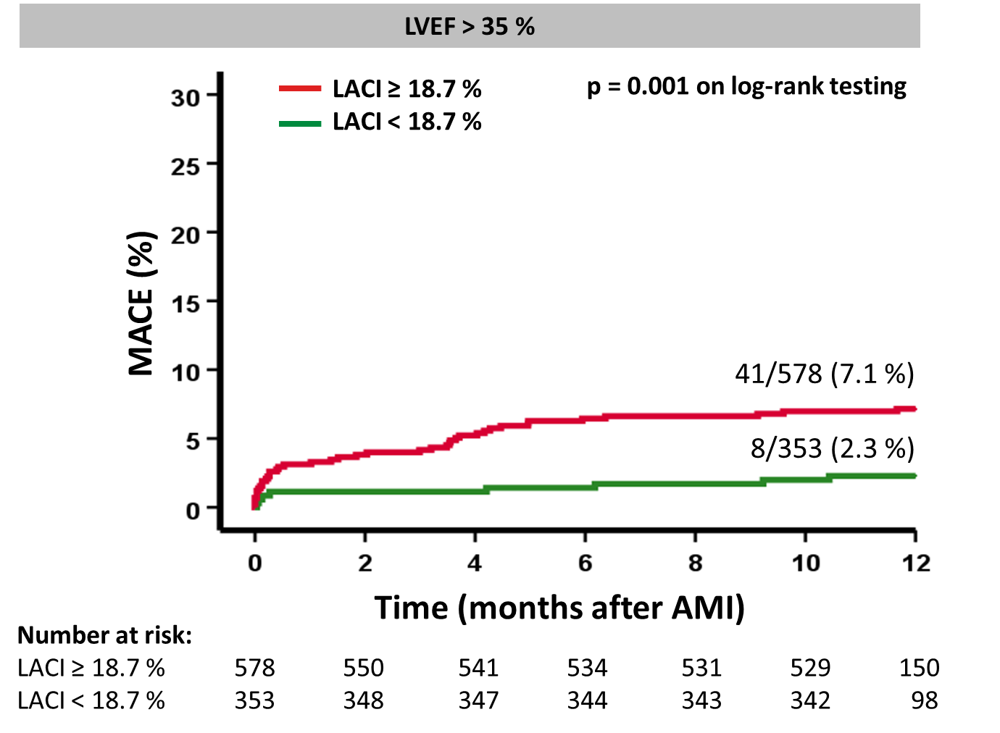 LVEF > 35 %
LACI ≥ 18.7 %
p = 0.001 on log-rank testing
LACI < 18.7 %
MACE (%)
30
25
20
15
10
5
0
41/578 (7.1 %)
8/353 (2.3 %)
0 2 4 6 8 10 12
Time (months after AMI)
Number at risk:
LACI ≥ 18.7 % 578 550 541 534 531 529 150
LACI < 18.7 % 353 348 347 344 343 342 98